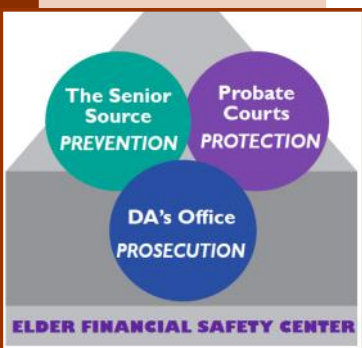 The Senior
Source
PREVENTION
Probate
Courts
PROTECTION
DA's Office
PROSECUTION
ELDER FINANCIAL SAFETY CENTER